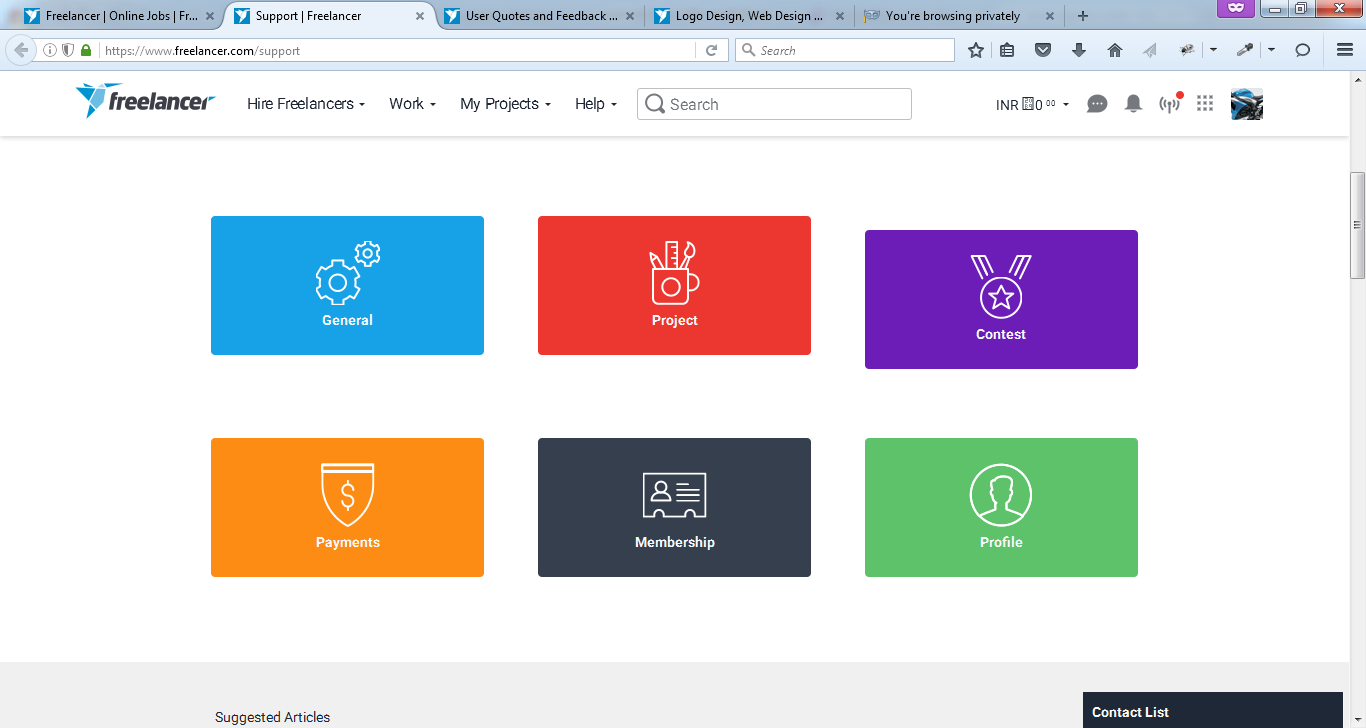 Freelancer | Online Jobs | Fr...
Support | Freelancer
User Quotes and Feedback ...
Logo Design, Web Design ...
You're browsing privately
https://www.freelancer.com/support
Search
freelancer
Hire Freelancers
Work
My Projects
Help
Search
INR 0 00
General
Project
Contest
Payments
$
Membership
Profile
Suggested Articles
Contact List